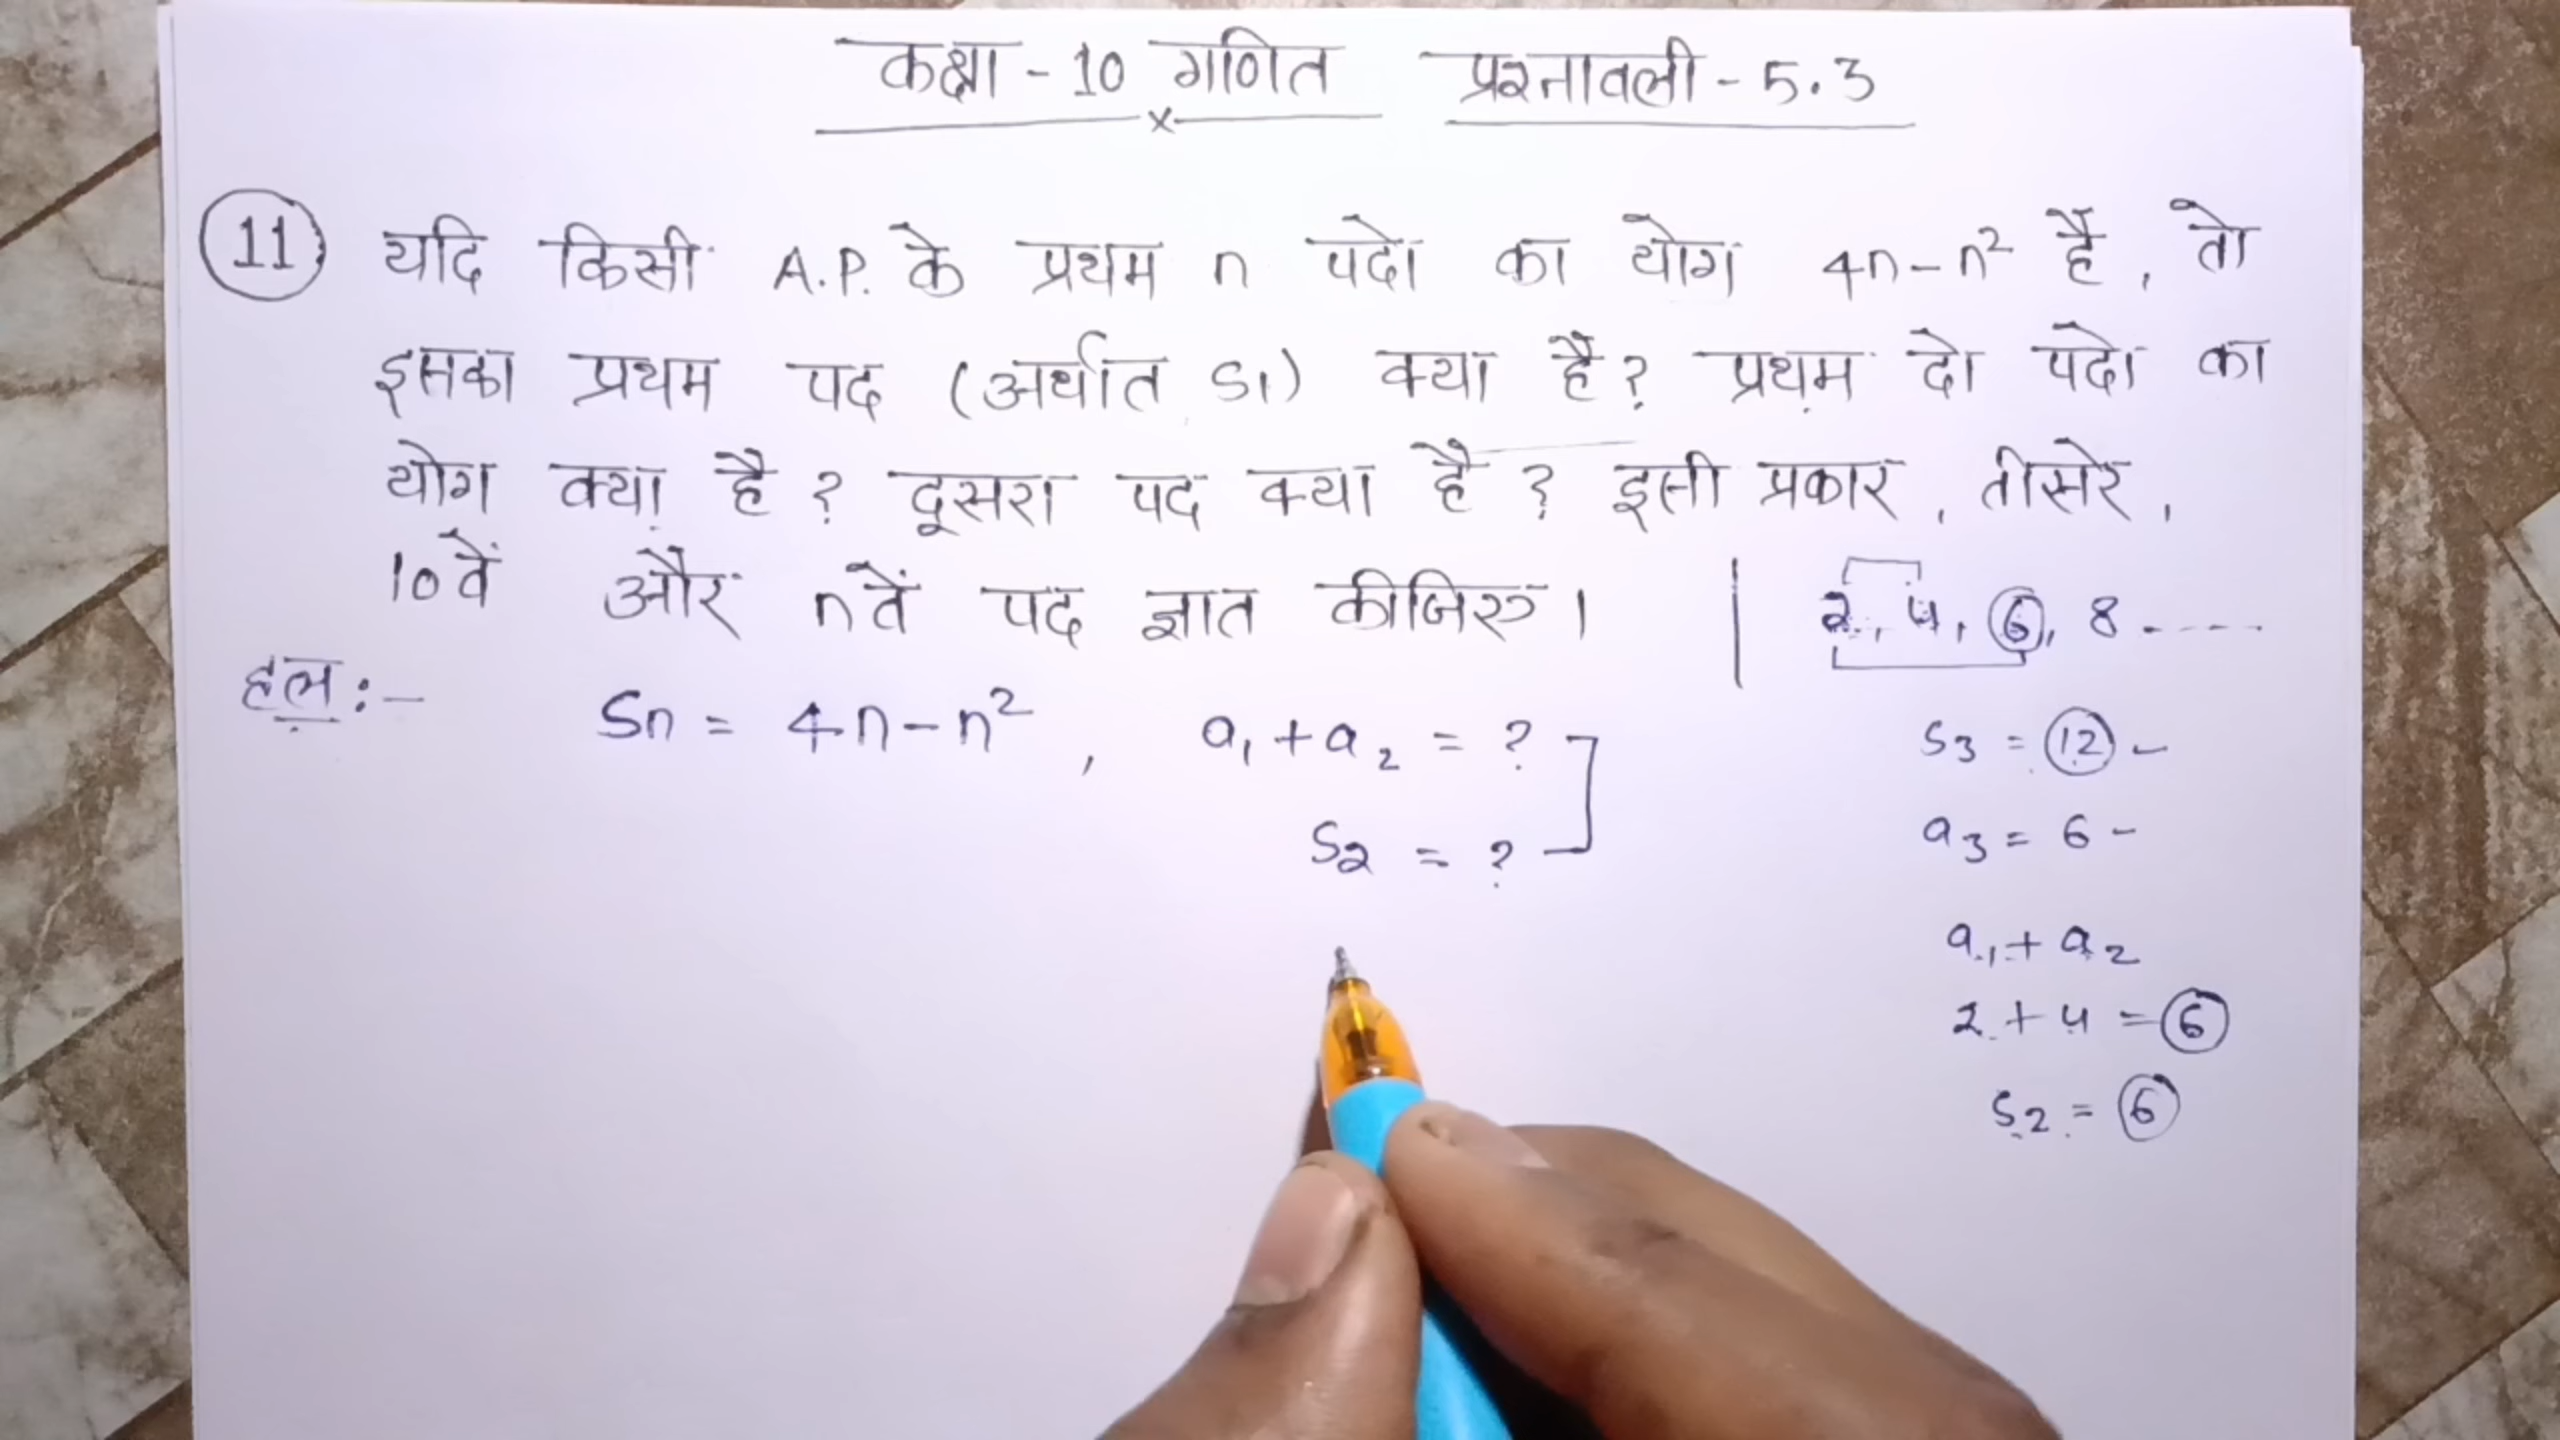 कक्षा - 10 गणित प्रश्नावली - 5.3
x
11 यदि किसी A.P. के प्रथम n पदो का योग 4n - n² है, तो
इसका प्रथम पद (अर्थात S1) क्या है? प्रथम दो पदो का
योग क्या है? दूसरा पद क्या है? इसी प्रकार, तीसरे,
10वें और nवें पद ज्ञात कीजिए।
2, 4, 6, 8 ----
हल :- Sn = 4n - n², a₁ + a₂ = ?
S₂ = ?
S₃ = 12 -
a₃ = 6 -
a₁ + a₂
2 + 4 = 6
S₂ = 6